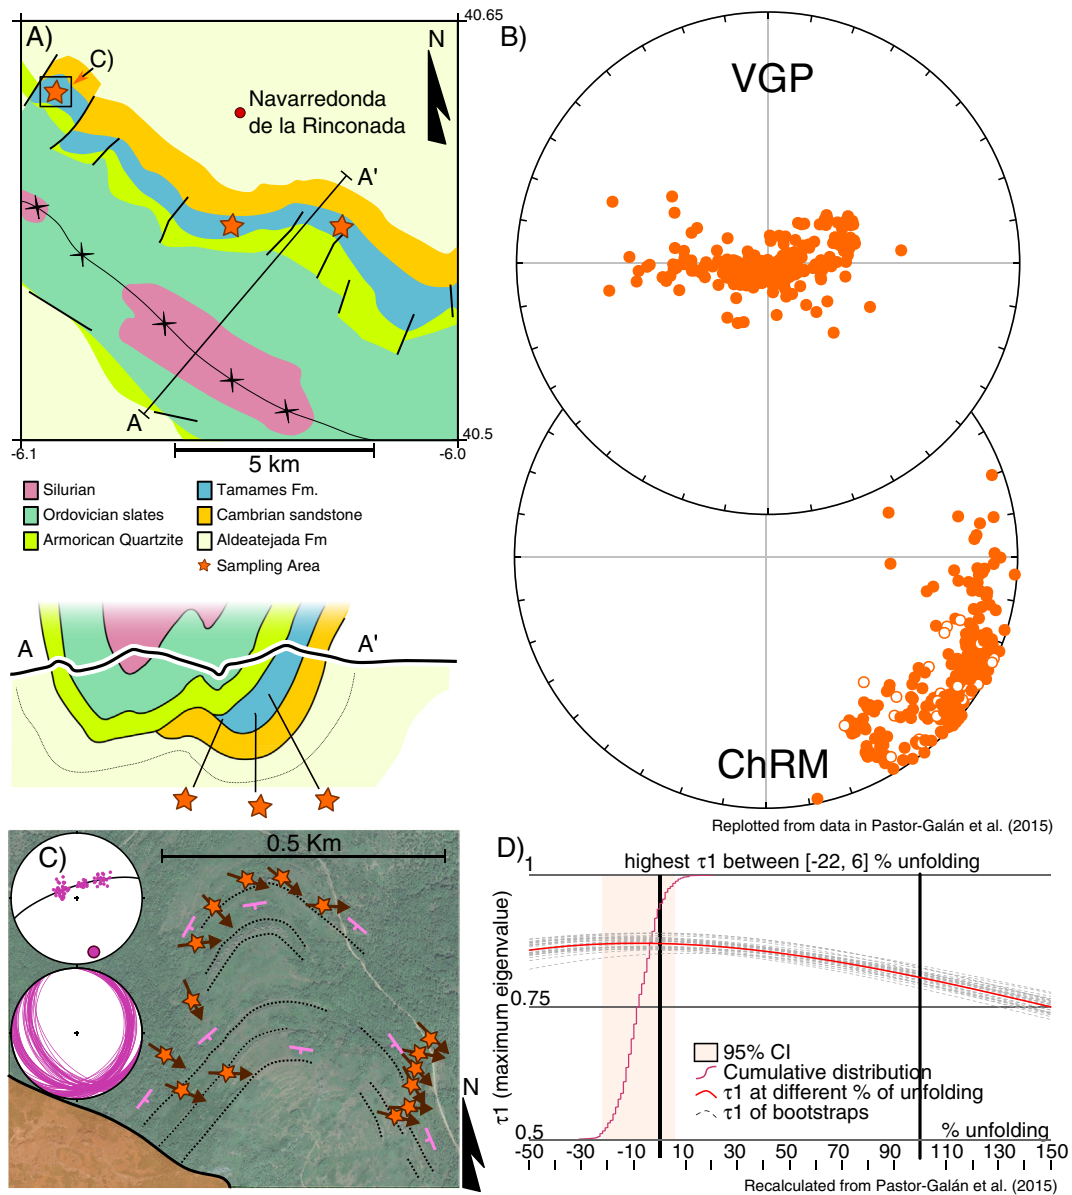 A)
40.65
N
C)
Navarredonda
de la Rinconada
A'
A
40.5
-6.1
-6.0
5 km
Silurian
Tamames Fm.
Ordovician slates
Cambrian sandstone
Armorican Quartzite
Aldeatejada Fm
Sampling Area
A
A'
B)
VGP
ChRM
Replotted from data in Pastor-Galán et al. (2015)
C)
0.5 Km
N
D)
highest τ1 between [-22, 6] % unfolding
1
0.75
0.5
τ1 (maximum eigenvalue)
95% CI
Cumulative distribution
τ1 at different % of unfolding
τ1 of bootstraps
% unfolding
-50 -30 -10 10 30 50 70 90 110 130 150
Recalculated from Pastor-Galán et al. (2015)